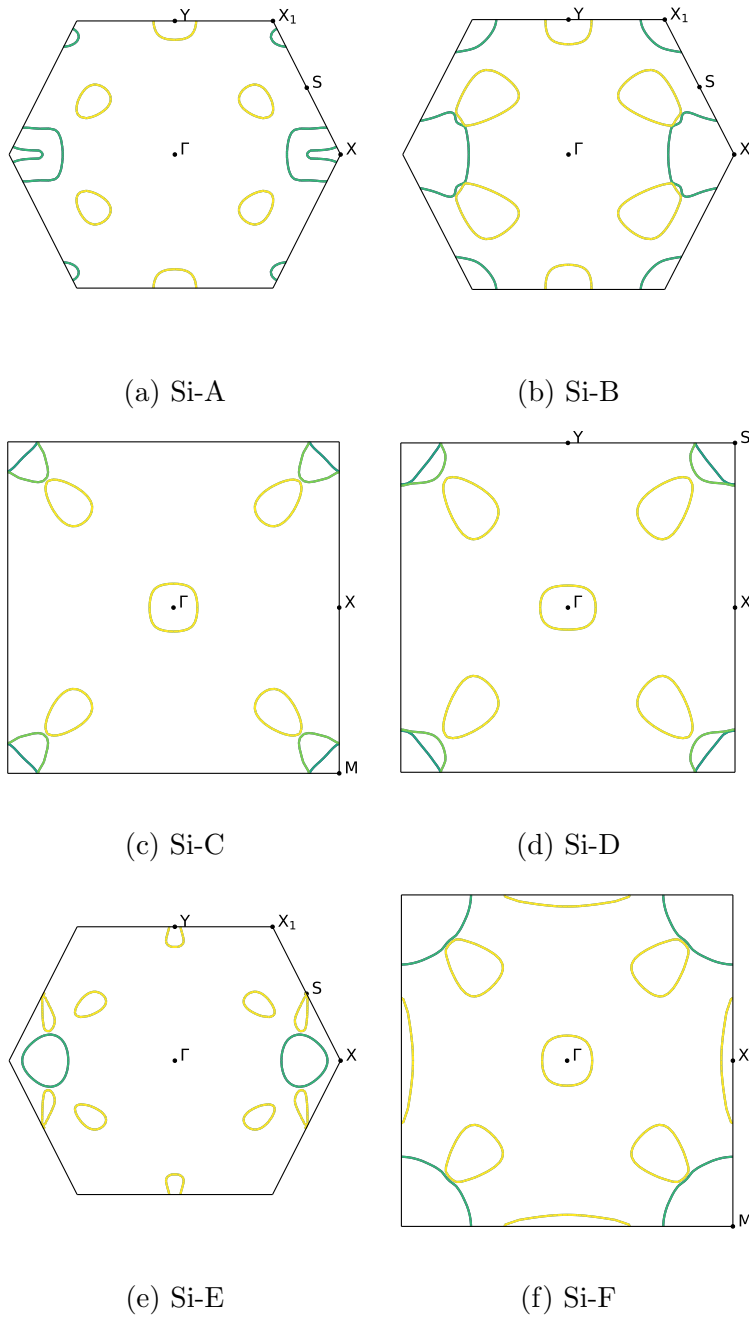 Y X₁
S
Γ X
Y X₁
S
Γ X
(a) Si-A (b) Si-B
Γ X
M
Y S
Γ X
(c) Si-C (d) Si-D
Y X₁
S
Γ X
Γ X
M
(e) Si-E (f) Si-F